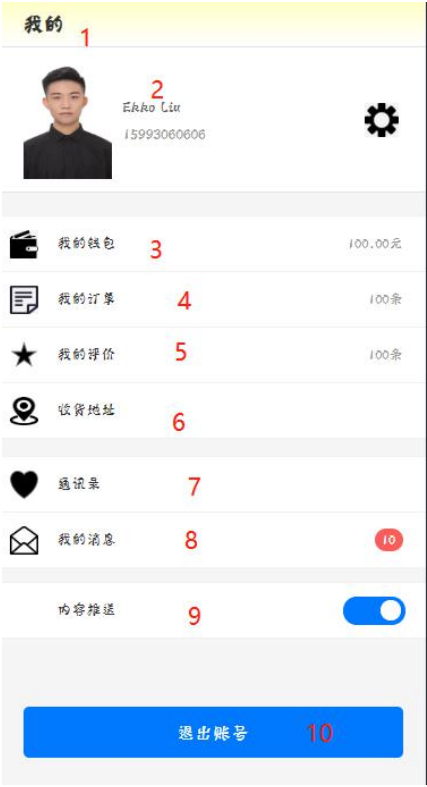 我的
1
2
Ekko Liu
15993060606
我的钱包 3 100.00元
我的订单 4 100条
我的评价 5 100条
收货地址 6
通讯录 7
我的消息 8 10
内容推送 9
退出账号 10